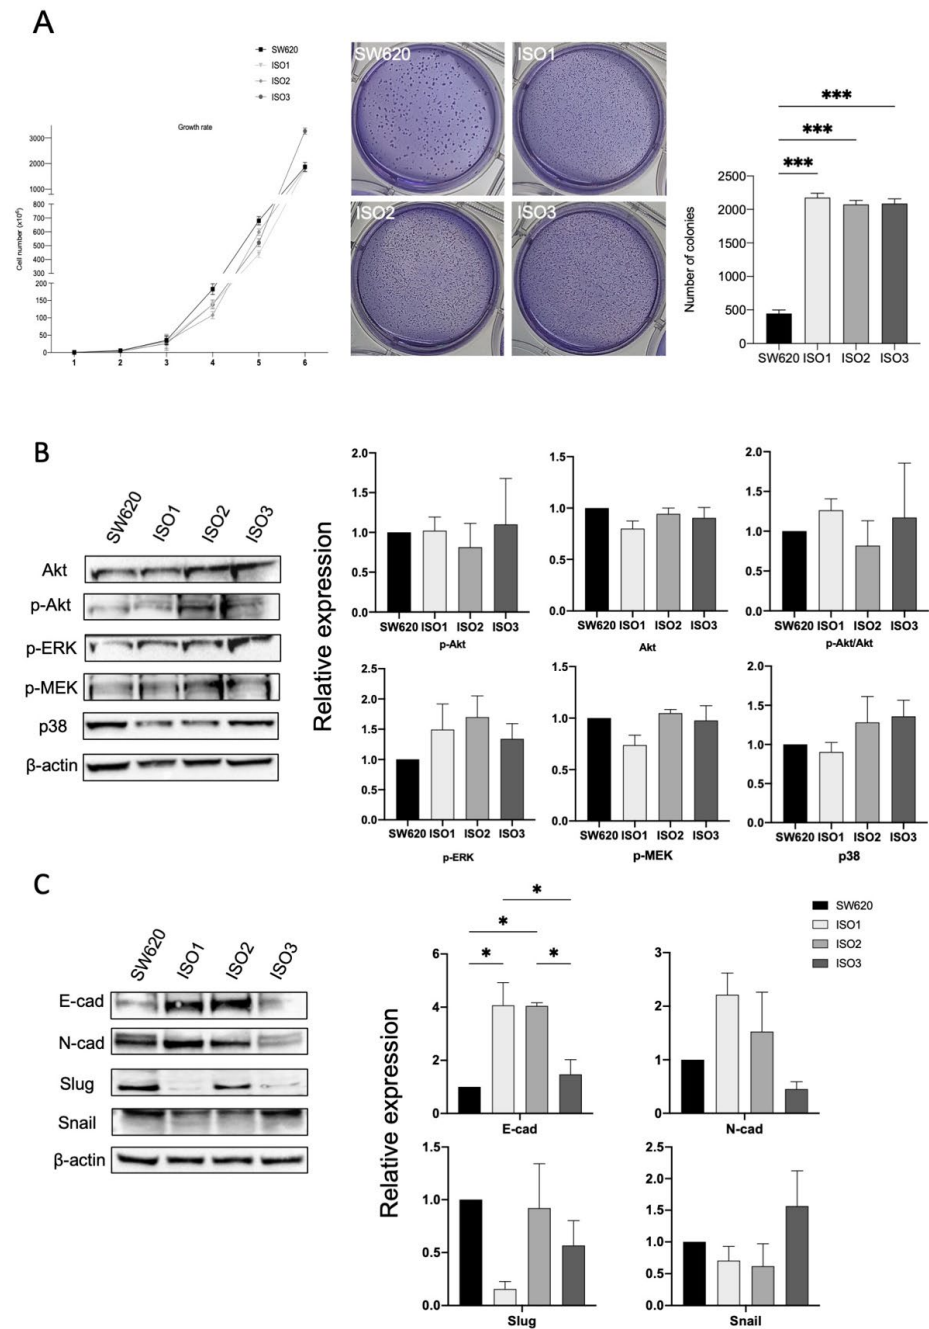 A
SW620
ISO1
ISO2
ISO3
Growth rate
Cell number (x10⁶)
3000
2000
1000
800
700
600
500
400
300
200
150
100
50
0
1 2 3 4 5 6
SW620 ISO1
ISO2 ISO3
*** 
***
***
Number of colonies
2500
2000
1500
1000
500
0
SW620 ISO1 ISO2 ISO3
B
SW620 ISO1 ISO2 ISO3
Akt
p-Akt
p-ERK
p-MEK
p38
β-actin
Relative expression
2.0
1.5
1.0
0.5
0.0
SW620 ISO1 ISO2 ISO3
p-Akt
1.5
1.0
0.5
0.0
SW620 ISO1 ISO2 ISO3
Akt
2.0
1.5
1.0
0.5
0.0
SW620 ISO1 ISO2 ISO3
p-Akt/Akt
2.5
2.0
1.5
1.0
0.5
0.0
SW620 ISO1 ISO2 ISO3
p-ERK
1.5
1.0
0.5
0.0
SW620 ISO1 ISO2 ISO3
p-MEK
2.0
1.5
1.0
0.5
0.0
SW620 ISO1 ISO2 ISO3
p38
C
SW620 ISO1 ISO2 ISO3
E-cad
N-cad
Slug
Snail
β-actin
Relative expression
*
*
* *
6
4
2
0
E-cad
3
2
1
0
N-cad
SW620
ISO1
ISO2
ISO3
1.5
1.0
0.5
0.0
Slug
2.5
2.0
1.5
1.0
0.5
0.0
Snail